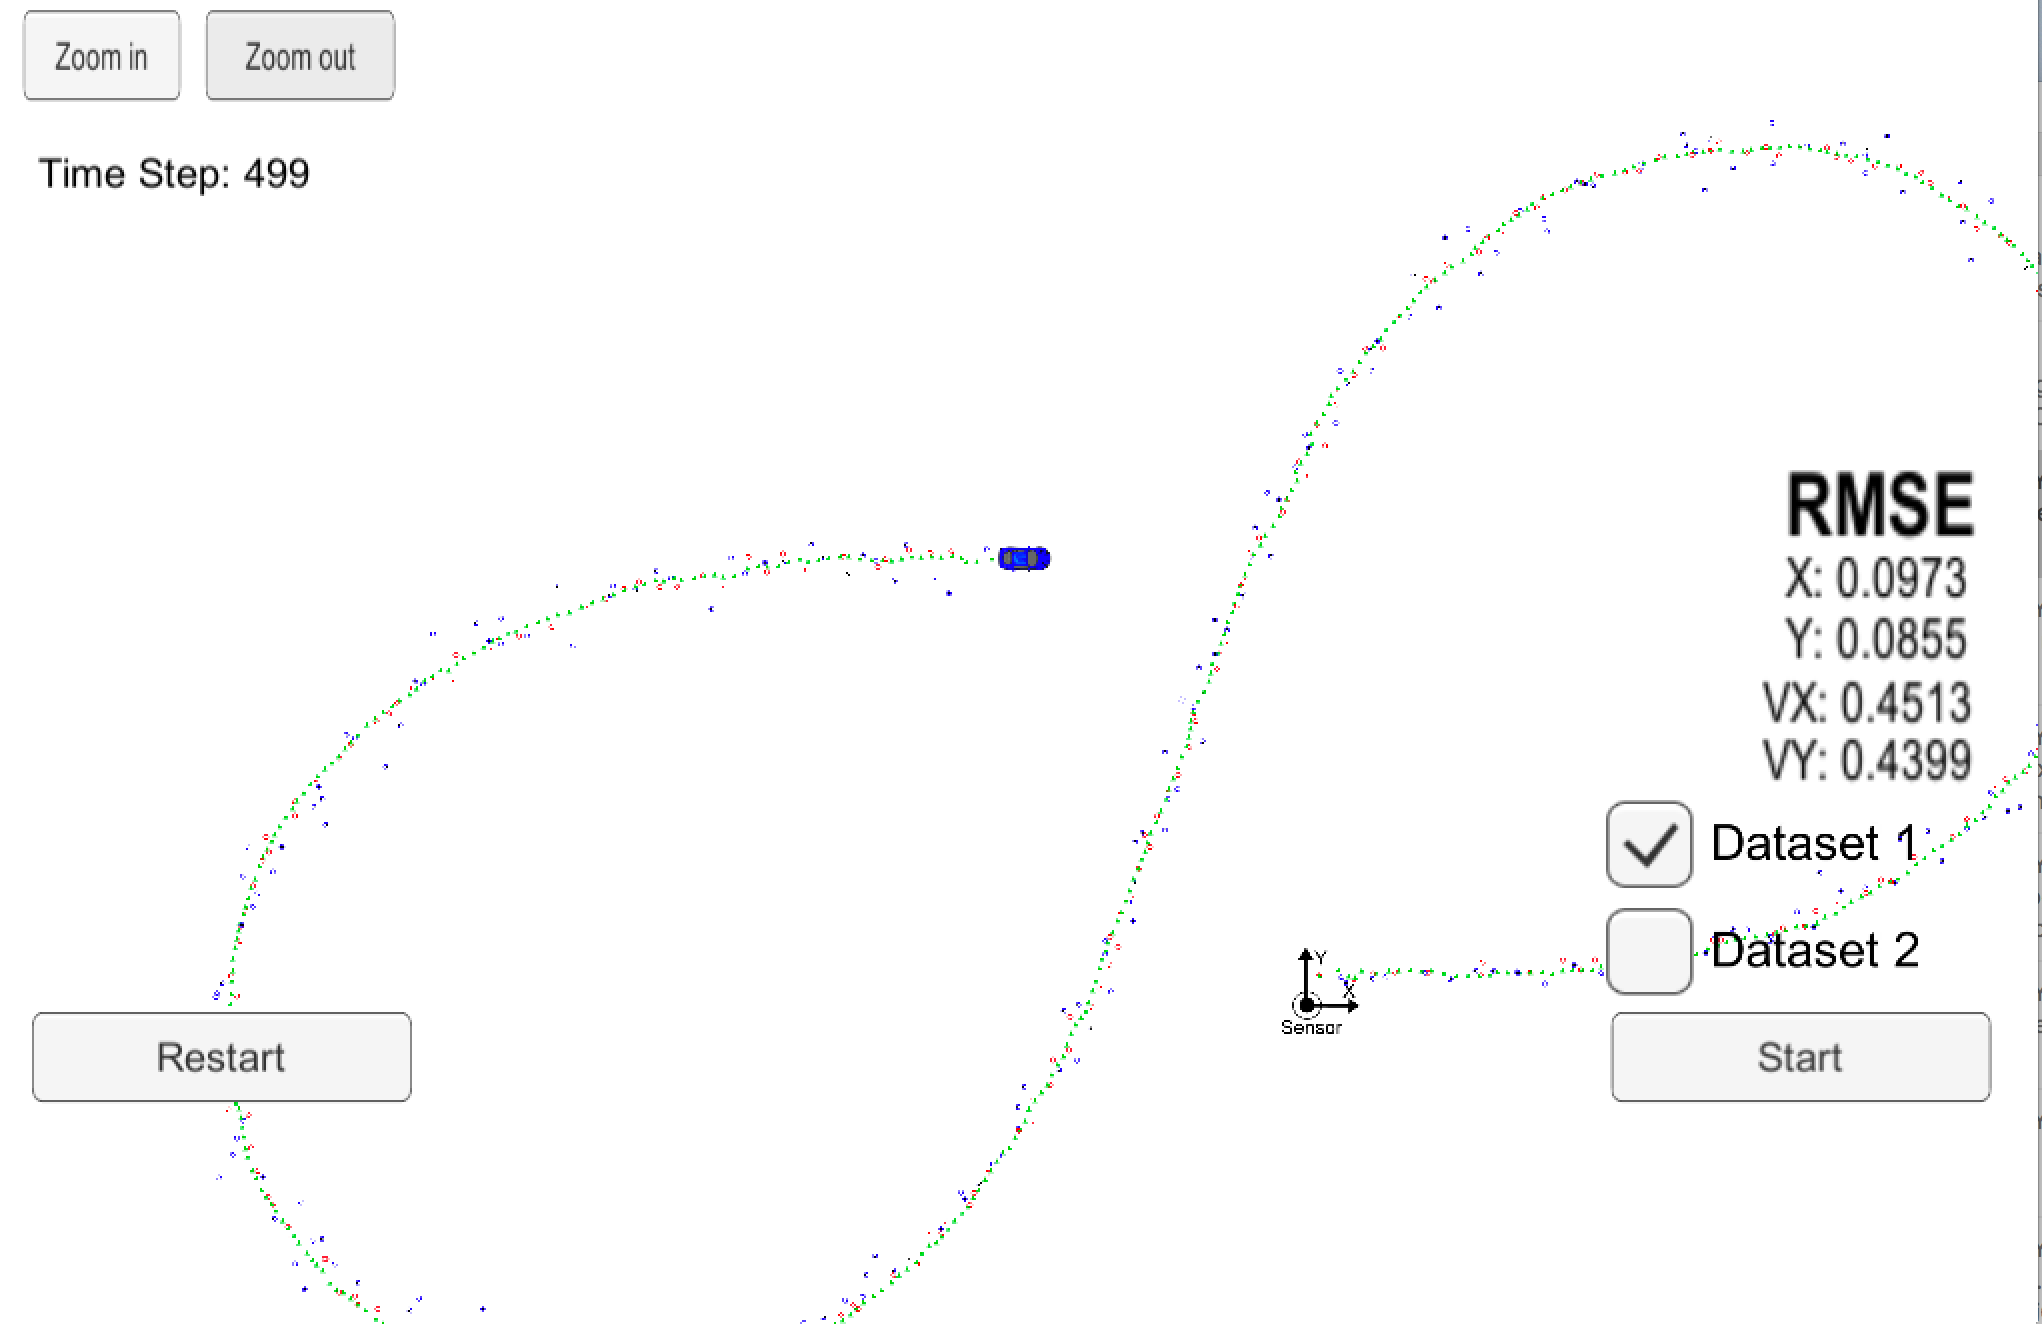 Zoom in
Zoom out
Time Step: 499
RMSE
X: 0.0973
Y: 0.0855
VX: 0.4513
VY: 0.4399
Dataset 1
Dataset 2
Y
X
Sensor
Restart
Start